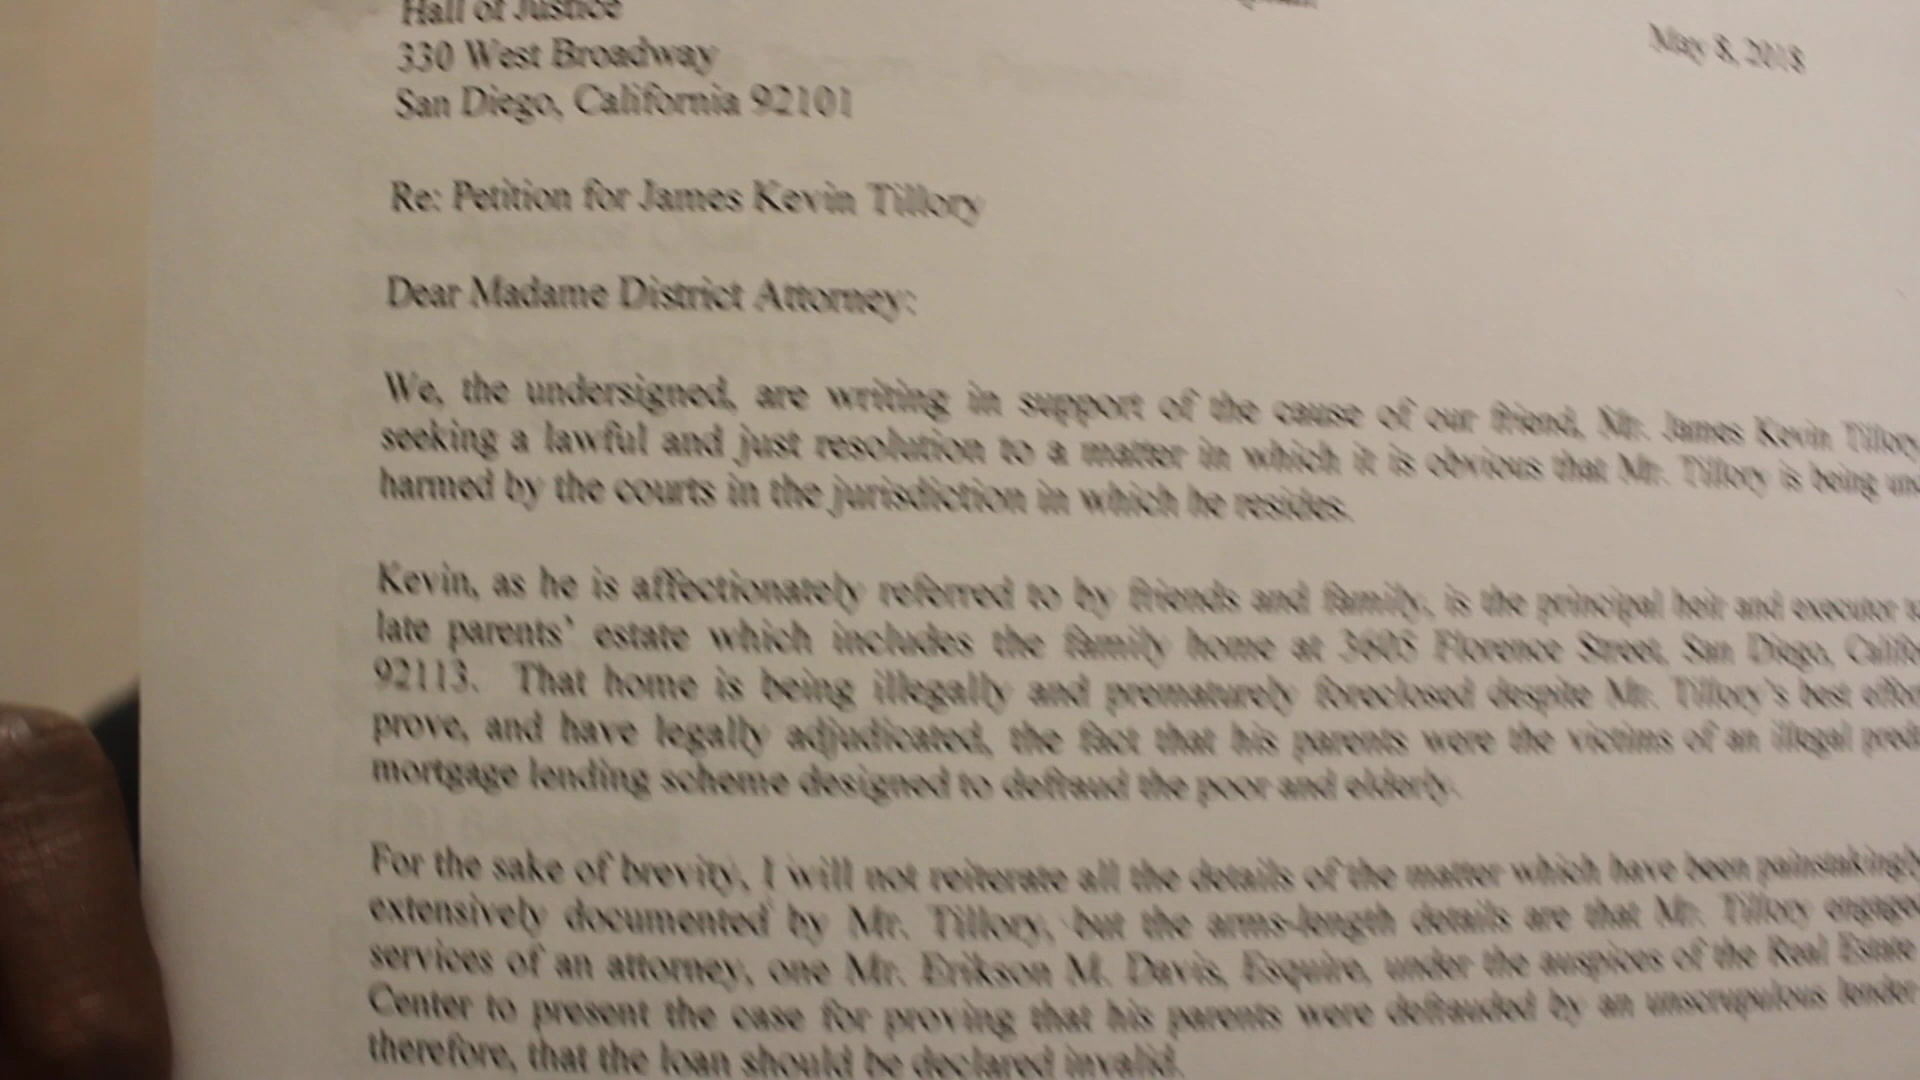 Hall of Justice
330 West Broadway
San Diego, California 92101
May 8, 2018
Re: Petition for James Kevin Tillory
Dear Madame District Attorney:
We, the undersigned, are writing in support of the cause of our friend, Mr. James Kevin Tillory
seeking a lawful and just resolution to a matter in which it is obvious that Mr. Tillory is being
harmed by the courts in the jurisdiction in which he resides.
Kevin, as he is affectionately referred to by friends and family, is the principal heir and executor
late parents' estate which includes the family home at 3605 Florence Street, San Diego,
92113. That home is being illegally and prematurely foreclosed despite Mr. Tillory's best
prove, and have legally adjudicated, the fact that his parents were the victims of an illegal
mortgage lending scheme designed to defraud the poor and elderly.
For the sake of brevity, I will not reiterate all the details of the matter which have been painstakingly
extensively documented by Mr. Tillory, but the arms-length details are that Mr. Tillory
services of an attorney, one Mr. Erikson M. Davis, Esquire, under the auspices of the Real Estate
Center to present the case for proving that his parents were defrauded by an unscrupulous lender
therefore, that the loan should be declared invalid.